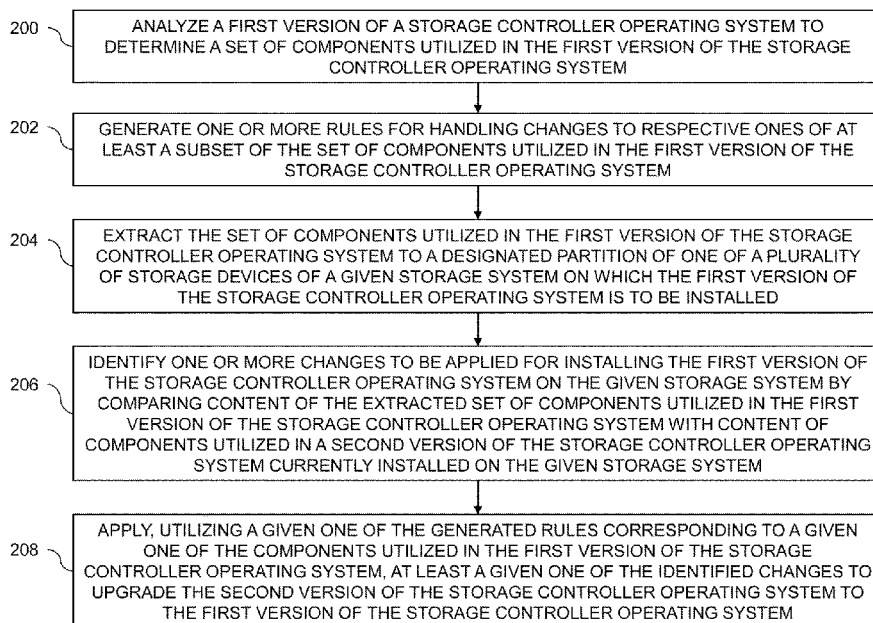 200
ANALYZE A FIRST VERSION OF A STORAGE CONTROLLER OPERATING SYSTEM TO
DETERMINE A SET OF COMPONENTS UTILIZED IN THE FIRST VERSION OF THE
STORAGE CONTROLLER OPERATING SYSTEM
202
GENERATE ONE OR MORE RULES FOR HANDLING CHANGES TO RESPECTIVE ONES OF AT
LEAST A SUBSET OF THE SET OF COMPONENTS UTILIZED IN THE FIRST VERSION OF THE
STORAGE CONTROLLER OPERATING SYSTEM
204
EXTRACT THE SET OF COMPONENTS UTILIZED IN THE FIRST VERSION OF THE STORAGE
CONTROLLER OPERATING SYSTEM TO A DESIGNATED PARTITION OF ONE OF A PLURALITY
OF STORAGE DEVICES OF A GIVEN STORAGE SYSTEM ON WHICH THE FIRST VERSION OF
THE STORAGE CONTROLLER OPERATING SYSTEM IS TO BE INSTALLED
206
IDENTIFY ONE OR MORE CHANGES TO BE APPLIED FOR INSTALLING THE FIRST VERSION OF
THE STORAGE CONTROLLER OPERATING SYSTEM ON THE GIVEN STORAGE SYSTEM BY
COMPARING CONTENT OF THE EXTRACTED SET OF COMPONENTS UTILIZED IN THE FIRST
VERSION OF THE STORAGE CONTROLLER OPERATING SYSTEM WITH CONTENT OF
COMPONENTS UTILIZED IN A SECOND VERSION OF THE STORAGE CONTROLLER OPERATING
SYSTEM CURRENTLY INSTALLED ON THE GIVEN STORAGE SYSTEM
208
APPLY, UTILIZING A GIVEN ONE OF THE GENERATED RULES CORRESPONDING TO A GIVEN
ONE OF THE COMPONENTS UTILIZED IN THE FIRST VERSION OF THE STORAGE
CONTROLLER OPERATING SYSTEM, AT LEAST A GIVEN ONE OF THE IDENTIFIED CHANGES TO
UPGRADE THE SECOND VERSION OF THE STORAGE CONTROLLER OPERATING SYSTEM TO
THE FIRST VERSION OF THE STORAGE CONTROLLER OPERATING SYSTEM